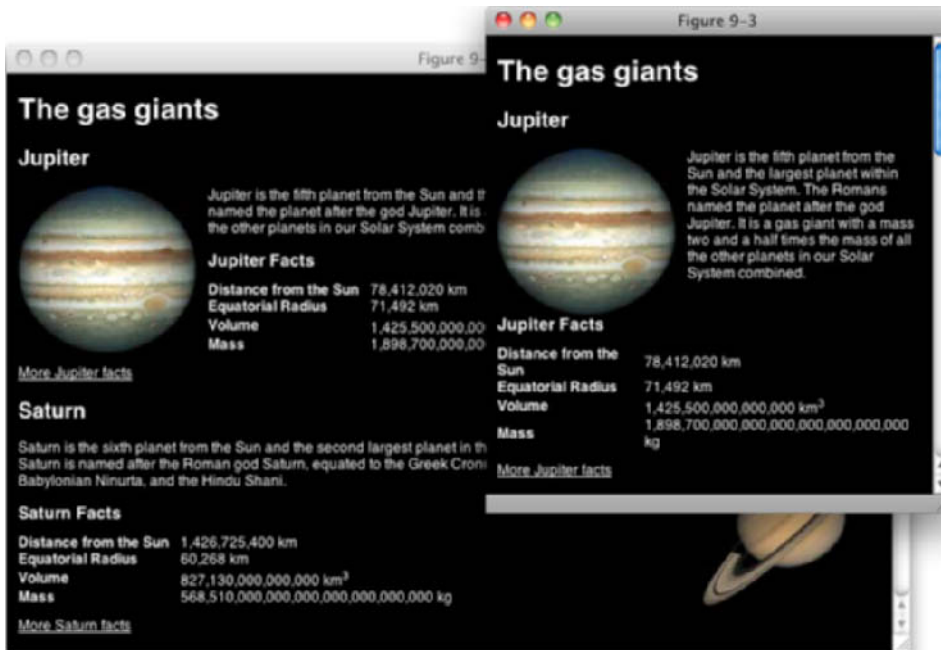 Figure 9-
The gas giants
Jupiter
Jupiter is the fifth planet from the Sun and th
named the planet after the god Jupiter. It is
the other planets in our Solar System comb
Jupiter Facts
Distance from the Sun 78,412,020 km
Equatorial Radius 71,492 km
Volume 1,425,500,000,00
Mass 1,898,700,000,00
More Jupiter facts
Saturn
Saturn is the sixth planet from the Sun and the second largest planet in th
Saturn is named after the Roman god Saturn, equated to the Greek Cron
Babylonian Ninurta, and the Hindu Shani.
Saturn Facts
Distance from the Sun 1,426,725,400 km
Equatorial Radius 60,268 km
Volume 827,130,000,000,000 km³
Mass 568,510,000,000,000,000,000,000,000 kg
More Saturn facts
Figure 9-3
The gas giants
Jupiter
Jupiter is the fifth planet from the
Sun and the largest planet within
the Solar System. The Romans
named the planet after the god
Jupiter. It is a gas giant with a mass
two and a half times the mass of all
the other planets in our Solar
System combined.
Jupiter Facts
Distance from the
Sun
78,412,020 km
Equatorial Radius 71,492 km
Volume 1,425,500,000,000,000 km³
Mass 1,898,700,000,000,000,000,000,000,000
kg
More Jupiter facts